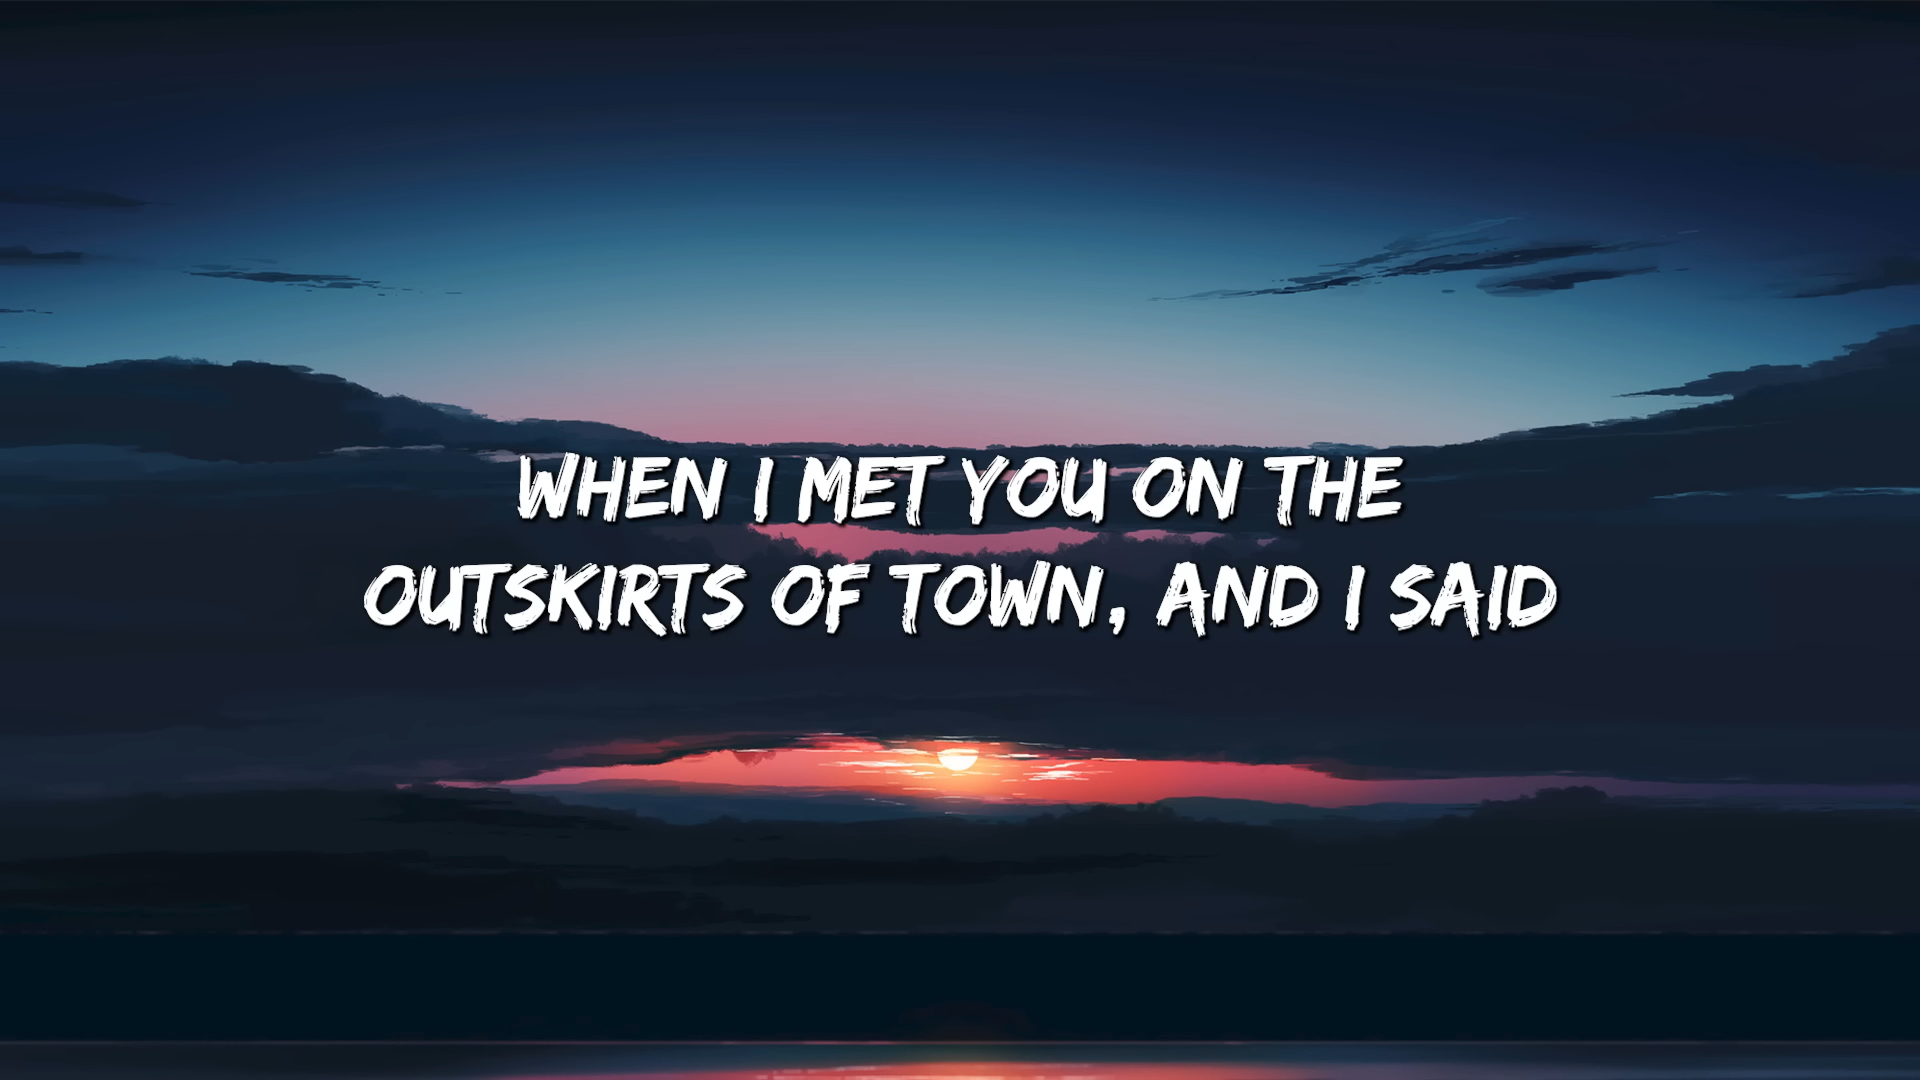 WHEN I MET YOU ON THE
OUTSKIRTS OF TOWN, AND I SAID